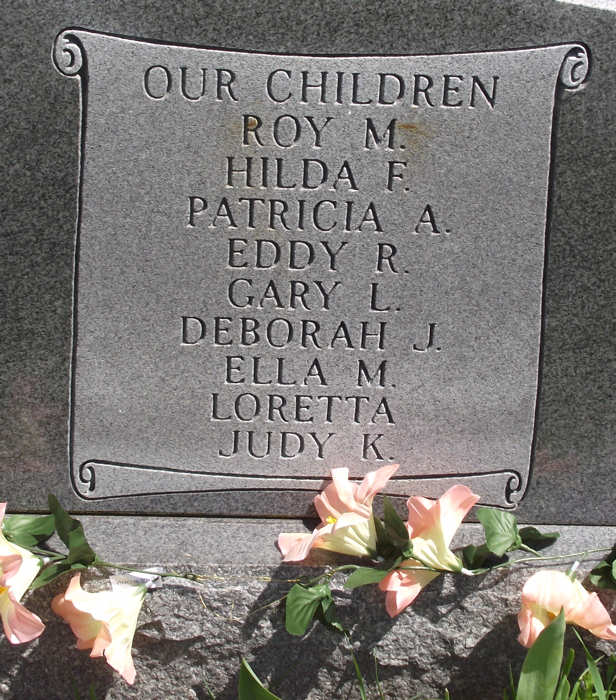 OUR CHILDREN
ROY M.
HILDA F.
PATRICIA A.
EDDY R.
GARY L.
DEBORAH J.
ELLA M.
LORETTA
JUDY K.